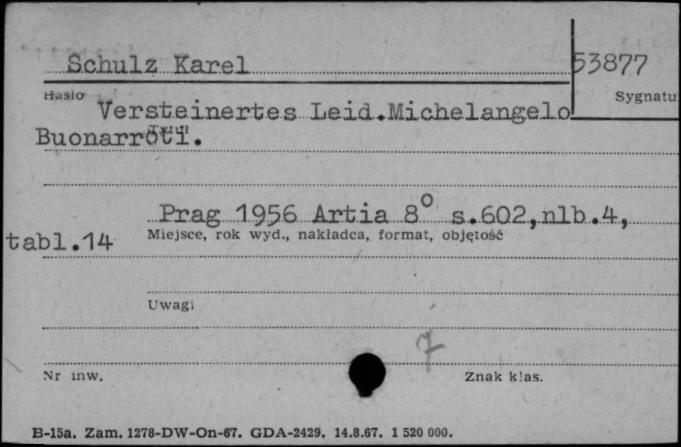 Schulz Karel 53877
Hasło Sygnatu
Versteinertes Leid.Michelangelo
Buonarroti.
Prag 1956 Artia 8° s.602,nlb.4,
tabl.14 Miejsce, rok wyd., nakładca, format, objętość
Uwagi
7
Nr inw. Znak klas.
B-15a. Zam. 1278-DW-On-67. GDA-2429. 14.8.67. 1 520 000.